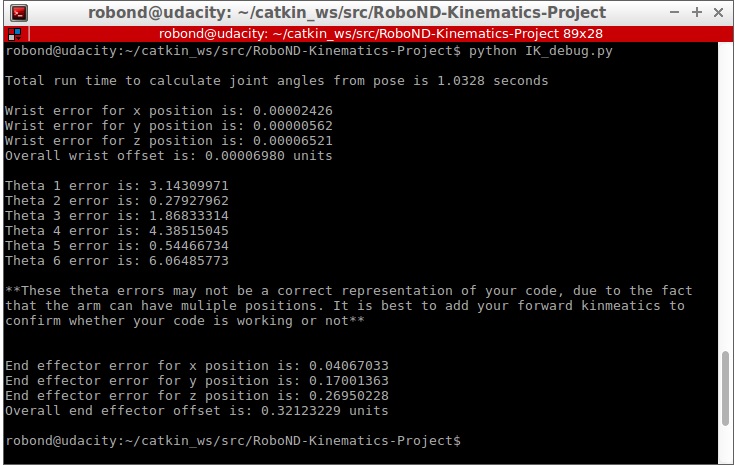 robond@udacity: ~/catkin_ws/src/RoboND-Kinematics-Project
robond@udacity: ~/catkin_ws/src/RoboND-Kinematics-Project 89x28
robond@udacity:~/catkin_ws/src/RoboND-Kinematics-Project$ python IK_debug.py
Total run time to calculate joint angles from pose is 1.0328 seconds
Wrist error for x position is: 0.00002426
Wrist error for y position is: 0.00000562
Wrist error for z position is: 0.00006521
Overall wrist offset is: 0.00006980 units
Theta 1 error is: 3.14309971
Theta 2 error is: 0.27927962
Theta 3 error is: 1.86833314
Theta 4 error is: 4.38515045
Theta 5 error is: 0.54466734
Theta 6 error is: 6.06485773
**These theta errors may not be a correct representation of your code, due to the fact
that the arm can have muliple positions. It is best to add your forward kinmeatics to
confirm whether your code is working or not**
End effector error for x position is: 0.04067033
End effector error for y position is: 0.17001363
End effector error for z position is: 0.26950228
Overall end effector offset is: 0.32123229 units
robond@udacity:~/catkin_ws/src/RoboND-Kinematics-Project$